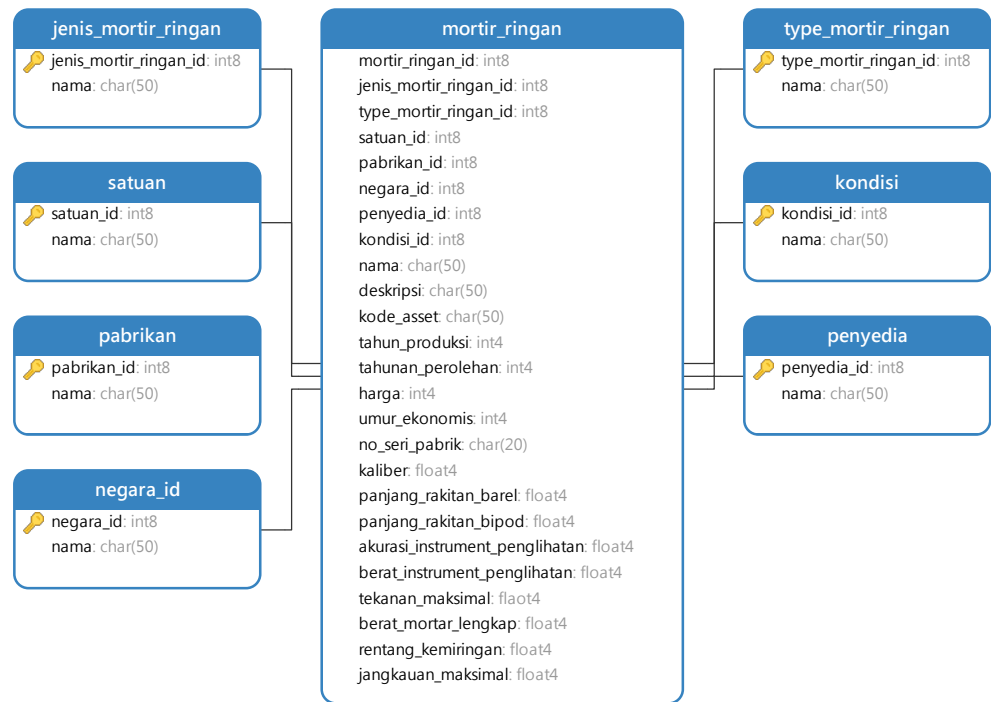 jenis_mortir_ringan
jenis_mortir_ringan_id: int8
nama: char(50)
satuan
satuan_id: int8
nama: char(50)
pabrikan
pabrikan_id: int8
nama: char(50)
negara_id
negara_id: int8
nama: char(50)
mortir_ringan
mortir_ringan_id: int8
jenis_mortir_ringan_id: int8
type_mortir_ringan_id: int8
satuan_id: int8
pabrikan_id: int8
negara_id: int8
penyedia_id: int8
kondisi_id: int8
nama: char(50)
deskripsi: char(50)
kode_asset: char(50)
tahun_produksi: int4
tahunan_perolehan: int4
harga: int4
umur_ekonomis: int4
no_seri_pabrik: char(20)
kaliber: float4
panjang_rakitan_barel: float4
panjang_rakitan_bipod: float4
akurasi_instrument_penglihatan: float4
berat_instrument_penglihatan: float4
tekanan_maksimal: flaot4
berat_mortar_lengkap: float4
rentang_kemiringan: float4
jangkauan_maksimal: float4
type_mortir_ringan
type_mortir_ringan_id: int8
nama: char(50)
kondisi
kondisi_id: int8
nama: char(50)
penyedia
penyedia_id: int8
nama: char(50)